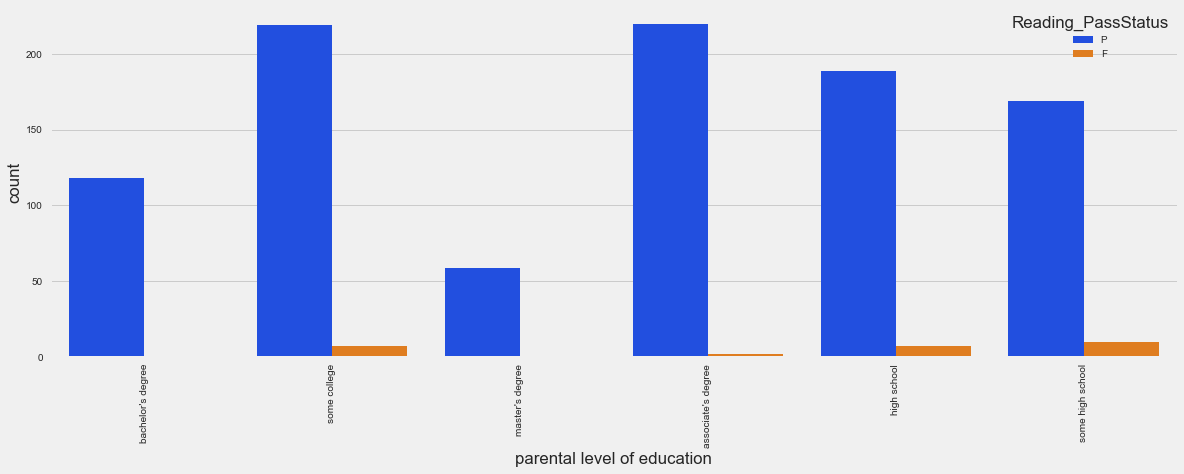 Reading_PassStatus
P
F
200
150
100
50
0
count
bachelor's degree
some college
master's degree
associate's degree
high school
some high school
parental level of education